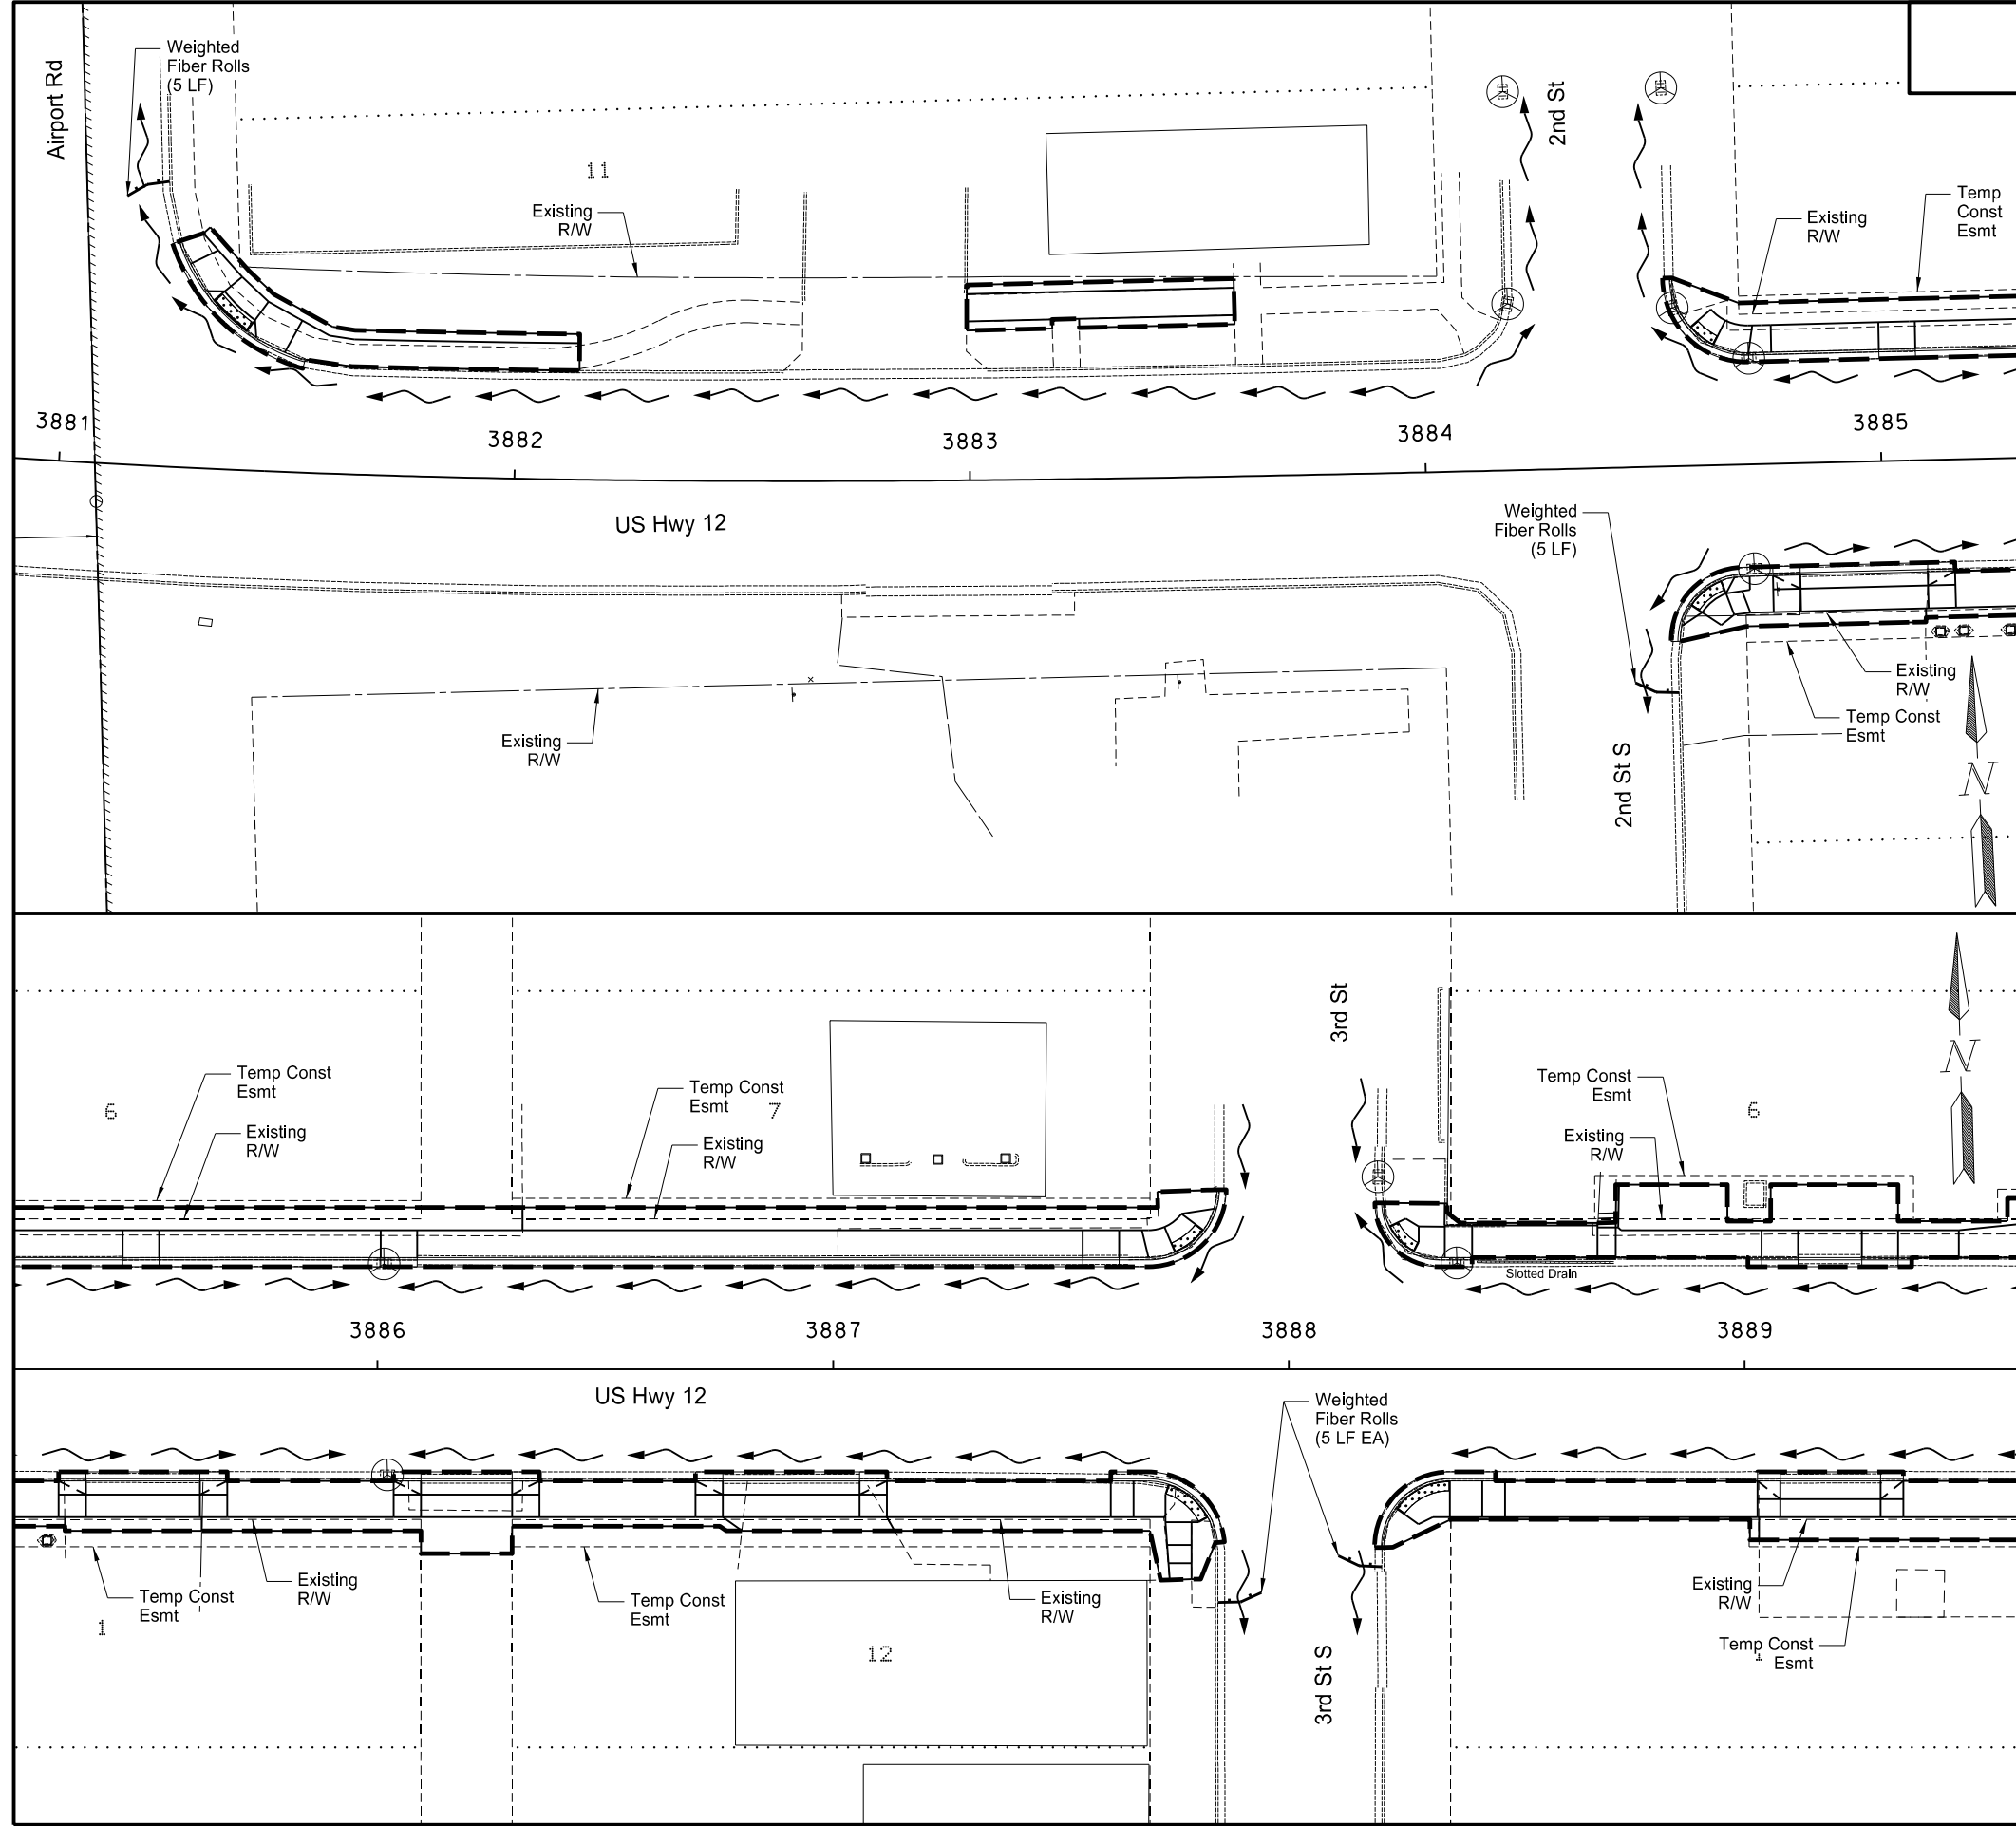 Airport Rd
Weighted
Fiber Rolls
(5 LF)
11
Existing
R/W
2nd St
Existing
R/W
Temp
Const
Esmt
3881
3882
3883
3884
3885
US Hwy 12
Weighted
Fiber Rolls
(5 LF)
Existing
R/W
Existing
R/W
Temp Const
Esmt
2nd St S
N
3rd St
6
Temp Const
Esmt
Existing
R/W
Temp Const
Esmt
7
Existing
R/W
Temp Const
Esmt
Existing
R/W
6
N
Slotted Drain
3886
3887
3888
3889
US Hwy 12
Weighted
Fiber Rolls
(5 LF EA)
Temp Const
Esmt
1
Existing
R/W
Temp Const
Esmt
12
Existing
R/W
3rd St S
Existing
R/W
Temp Const
Esmt
1